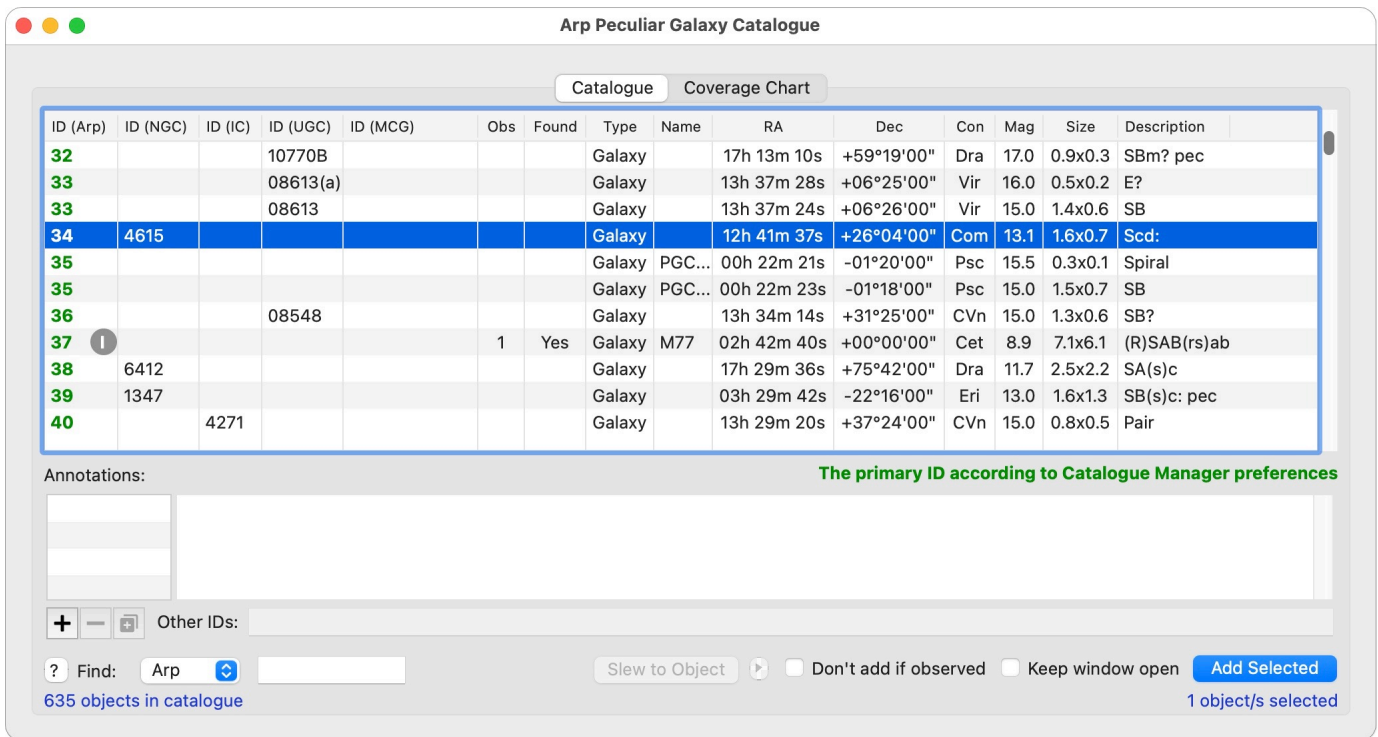 Arp Peculiar Galaxy Catalogue
Catalogue Coverage Chart
ID (Arp) ID (NGC) ID (IC) ID (UGC) ID (MCG) Obs Found Type Name RA Dec Con Mag Size Description
32 10770B Galaxy 17h 13m 10s +59°19'00" Dra 17.0 0.9x0.3 SBm? pec
33 08613(a) Galaxy 13h 37m 28s +06°25'00" Vir 16.0 0.5x0.2 E?
33 08613 Galaxy 13h 37m 24s +06°26'00" Vir 15.0 1.4x0.6 SB
34 4615 Galaxy 12h 41m 37s +26°04'00" Com 13.1 1.6x0.7 Scd:
35 Galaxy PGC... 00h 22m 21s -01°20'00" Psc 15.5 0.3x0.1 Spiral
35 Galaxy PGC... 00h 22m 23s -01°18'00" Psc 15.0 1.5x0.7 SB
36 08548 Galaxy 13h 34m 14s +31°25'00" CVn 15.0 1.3x0.6 SB?
37 I 1 Yes Galaxy M77 02h 42m 40s +00°00'00" Cet 8.9 7.1x6.1 (R)SAB(rs)ab
38 6412 Galaxy 17h 29m 36s +75°42'00" Dra 11.7 2.5x2.2 SA(s)c
39 1347 Galaxy 03h 29m 42s -22°16'00" Eri 13.0 1.6x1.3 SB(s)c: pec
40 4271 Galaxy 13h 29m 20s +37°24'00" CVn 15.0 0.8x0.5 Pair
Annotations: The primary ID according to Catalogue Manager preferences
Other IDs:
? Find: Arp Slew to Object Don't add if observed Keep window open Add Selected
635 objects in catalogue 1 object/s selected